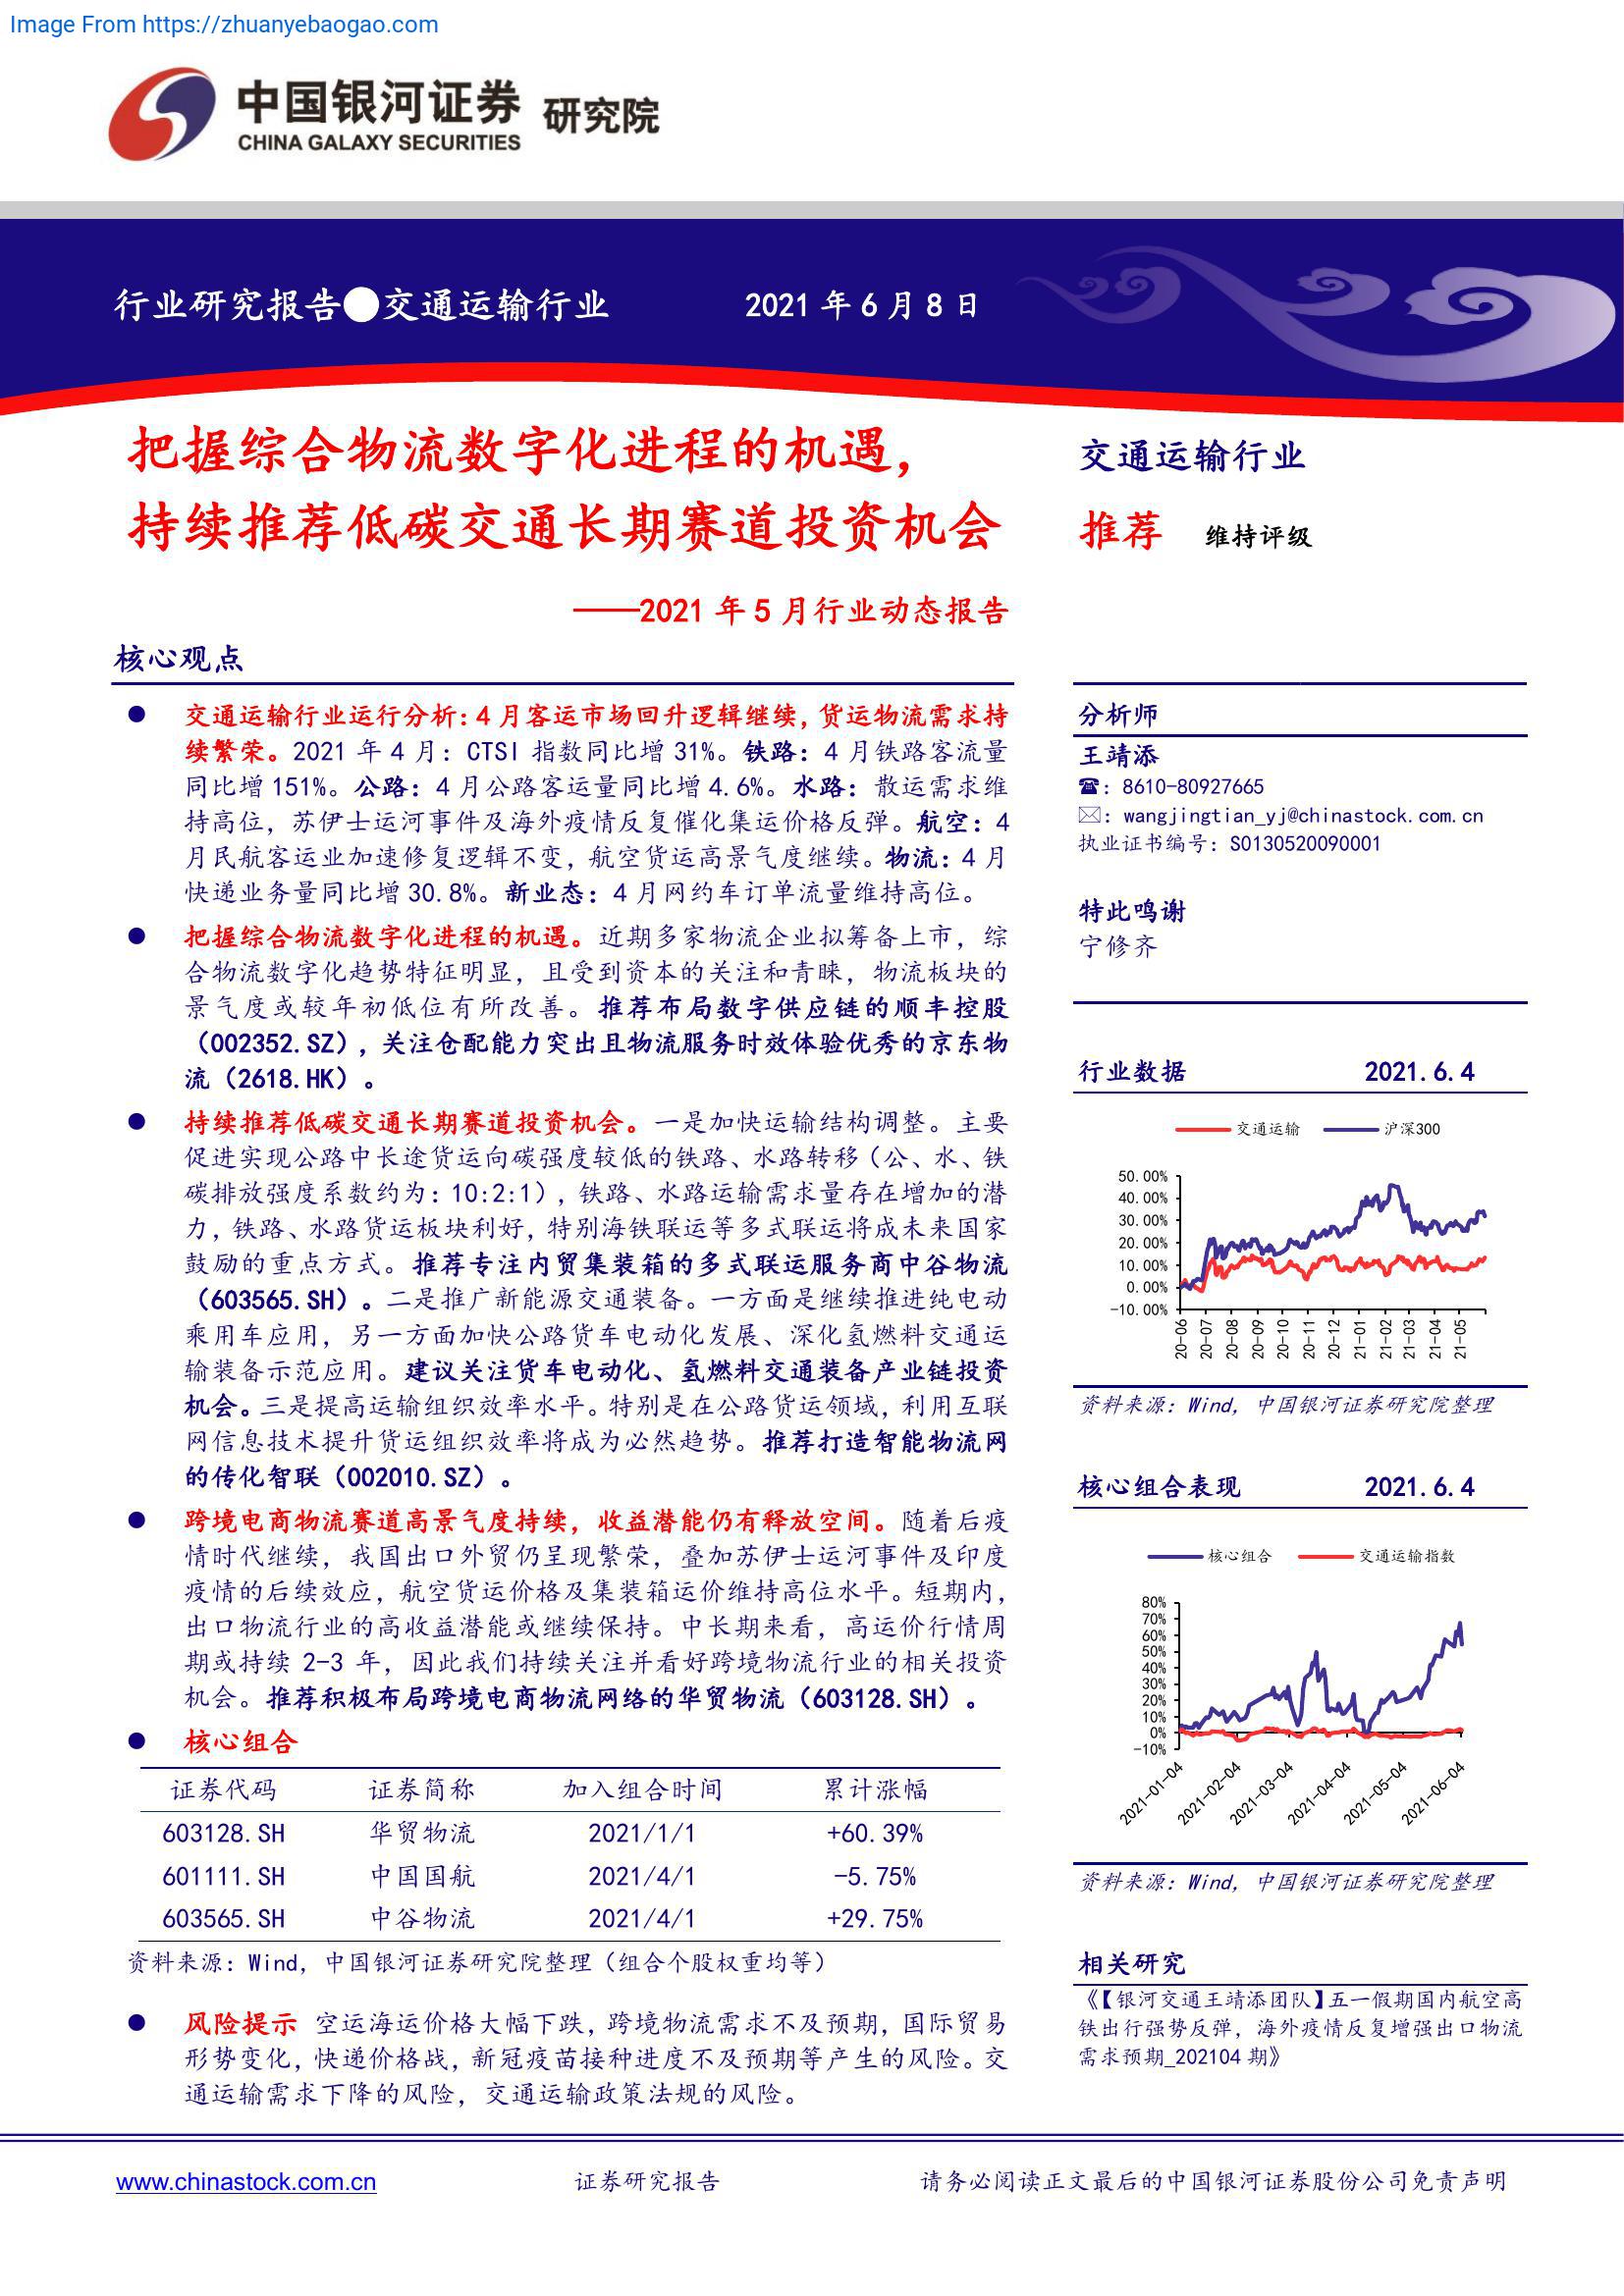 Image From https://zhuanyebaogao.com
中国银河证券 研究院
CHINA GALAXY SECURITIES
行业研究报告●交通运输行业 2021 年 6 月 8 日
把握综合物流数字化进程的机遇，
持续推荐低碳交通长期赛道投资机会
——2021 年 5 月行业动态报告
核心观点
● 交通运输行业运行分析：4 月客运市场回升逻辑继续，货运物流需求持
续繁荣。2021 年 4 月：CTSI 指数同比增 31%。铁路：4 月铁路客流量
同比增 151%。公路：4 月公路客运量同比增 4.6%。水路：散运需求维
持高位，苏伊士运河事件及海外疫情反复催化集运价格反弹。航空：4
月民航客运业加速修复逻辑不变，航空货运高景气度继续。物流：4 月
快递业务量同比增 30.8%。新业态：4 月网约车订单流量维持高位。
● 把握综合物流数字化进程的机遇。近期多家物流企业拟筹备上市，综
合物流数字化趋势特征明显，且受到资本的关注和青睐，物流板块的
景气度或较年初低位有所改善。推荐布局数字供应链的顺丰控股
（002352.SZ），关注仓配能力突出且物流服务时效体验优秀的京东物
流（2618.HK）。
● 持续推荐低碳交通长期赛道投资机会。一是加快运输结构调整。主要
促进实现公路中长途货运向碳强度较低的铁路、水路转移（公、水、铁
碳排放强度系数约为：10:2:1），铁路、水路运输需求量存在增加的潜
力，铁路、水路货运板块利好，特别海铁联运等多式联运将成未来国家
鼓励的重点方式。推荐专注内贸集装箱的多式联运服务商中谷物流
（603565.SH）。二是推广新能源交通装备。一方面是继续推进纯电动
乘用车应用，另一方面加快公路货车电动化发展、深化氢燃料交通运
输装备示范应用。建议关注货车电动化、氢燃料交通装备产业链投资
机会。三是提高运输组织效率水平。特别是在公路货运领域，利用互联
网信息技术提升货运组织效率将成为必然趋势。推荐打造智能物流网
的传化智联（002010.SZ）。
● 跨境电商物流赛道高景气度持续，收益潜能仍有释放空间。随着后疫
情时代继续，我国出口外贸仍呈现繁荣，叠加苏伊士运河事件及印度
疫情的后续效应，航空货运价格及集装箱运价维持高位水平。短期内，
出口物流行业的高收益潜能或继续保持。中长期来看，高运价行情周
期或持续 2-3 年，因此我们持续关注并看好跨境物流行业的相关投资
机会。推荐积极布局跨境电商物流网络的华贸物流（603128.SH）。
● 核心组合
证券代码 证券简称 加入组合时间 累计涨幅
603128.SH 华贸物流 2021/1/1 +60.39%
601111.SH 中国国航 2021/4/1 -5.75%
603565.SH 中谷物流 2021/4/1 +29.75%
资料来源：Wind，中国银河证券研究院整理（组合个股权重均等）
● 风险提示 空运海运价格大幅下跌，跨境物流需求不及预期，国际贸易
形势变化，快递价格战，新冠疫苗接种进度不及预期等产生的风险。交
通运输需求下降的风险，交通运输政策法规的风险。
交通运输行业
推荐 维持评级
分析师
王靖添
☎：8610-80927665
✉：wangjingtian_yj@chinastock.com.cn
执业证书编号：S0130520090001
特此鸣谢
宁修齐
行业数据 2021.6.4
交通运输 沪深300
50.00%
40.00%
30.00%
20.00%
10.00%
0.00%
-10.00%
20-06 20-07 20-08 20-09 20-10 20-11 20-12 21-01 21-02 21-03 21-04 21-05
资料来源：Wind，中国银河证券研究院整理
核心组合表现 2021.6.4
核心组合 交通运输指数
80%
70%
60%
50%
40%
30%
20%
10%
0%
-10%
2021-01-04 2021-02-04 2021-03-04 2021-04-04 2021-05-04 2021-06-04
资料来源：Wind，中国银河证券研究院整理
相关研究
《【银河交通王靖添团队】五一假期国内航空高
铁出行强势反弹，海外疫情反复增强出口物流
需求预期_202104 期》
www.chinastock.com.cn 证券研究报告 请务必阅读正文最后的中国银河证券股份公司免责声明